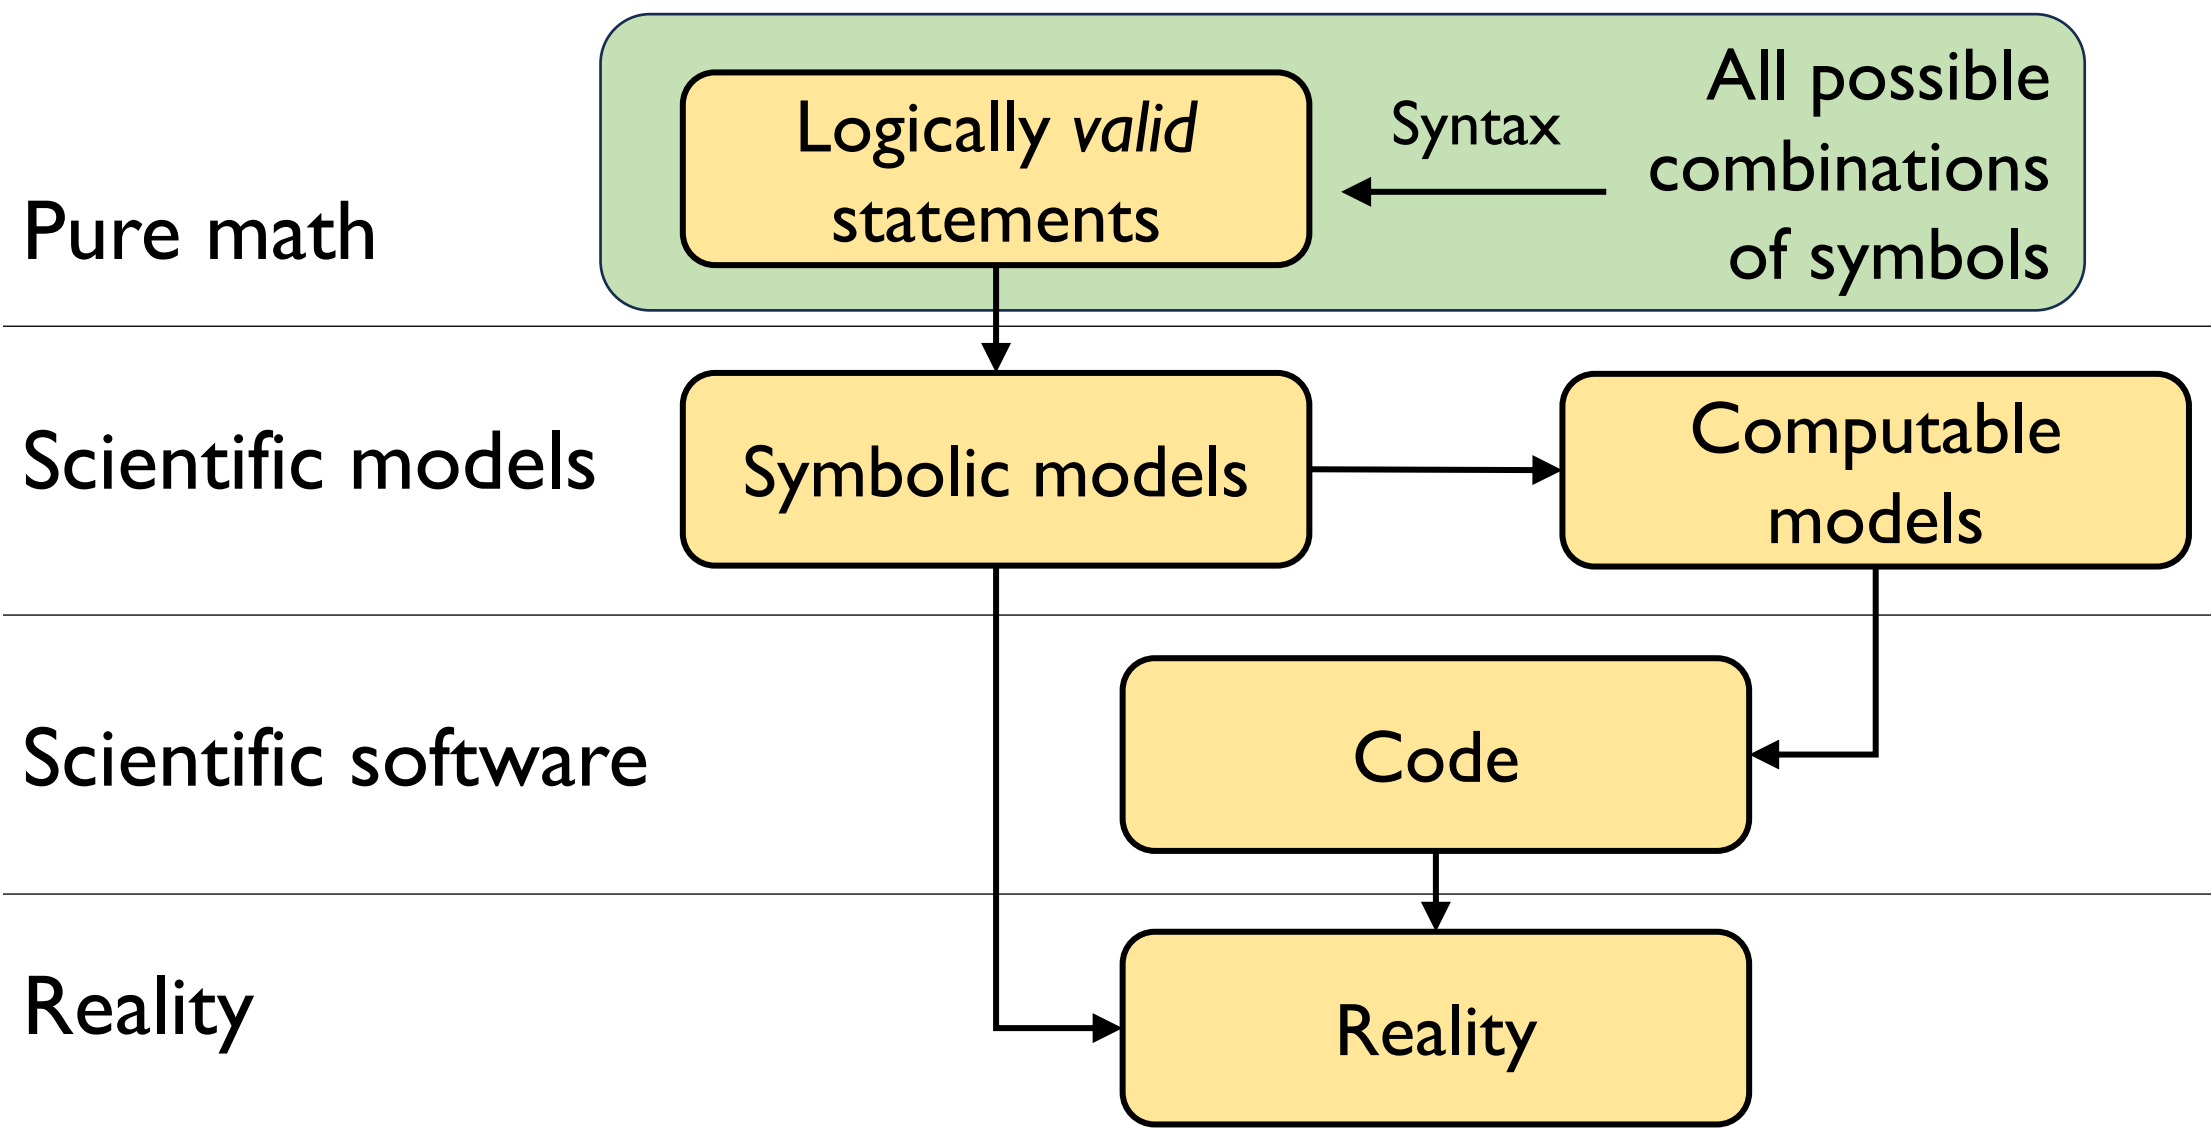 Pure math
Logically valid
statements
Syntax
All possible
combinations
of symbols
Scientific models
Symbolic models
Computable
models
Scientific software
Code
Reality
Reality